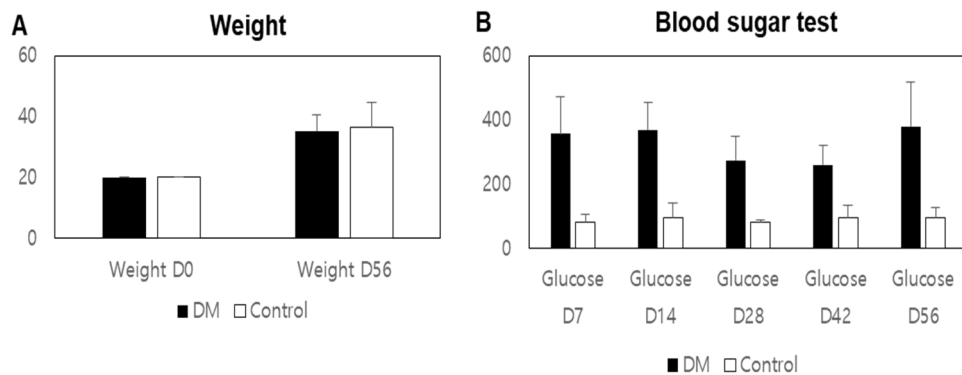 A
Weight
60
40
20
0
Weight D0 Weight D56
DM Control
B
Blood sugar test
600
400
200
0
Glucose Glucose Glucose Glucose Glucose
D7 D14 D28 D42 D56
DM Control